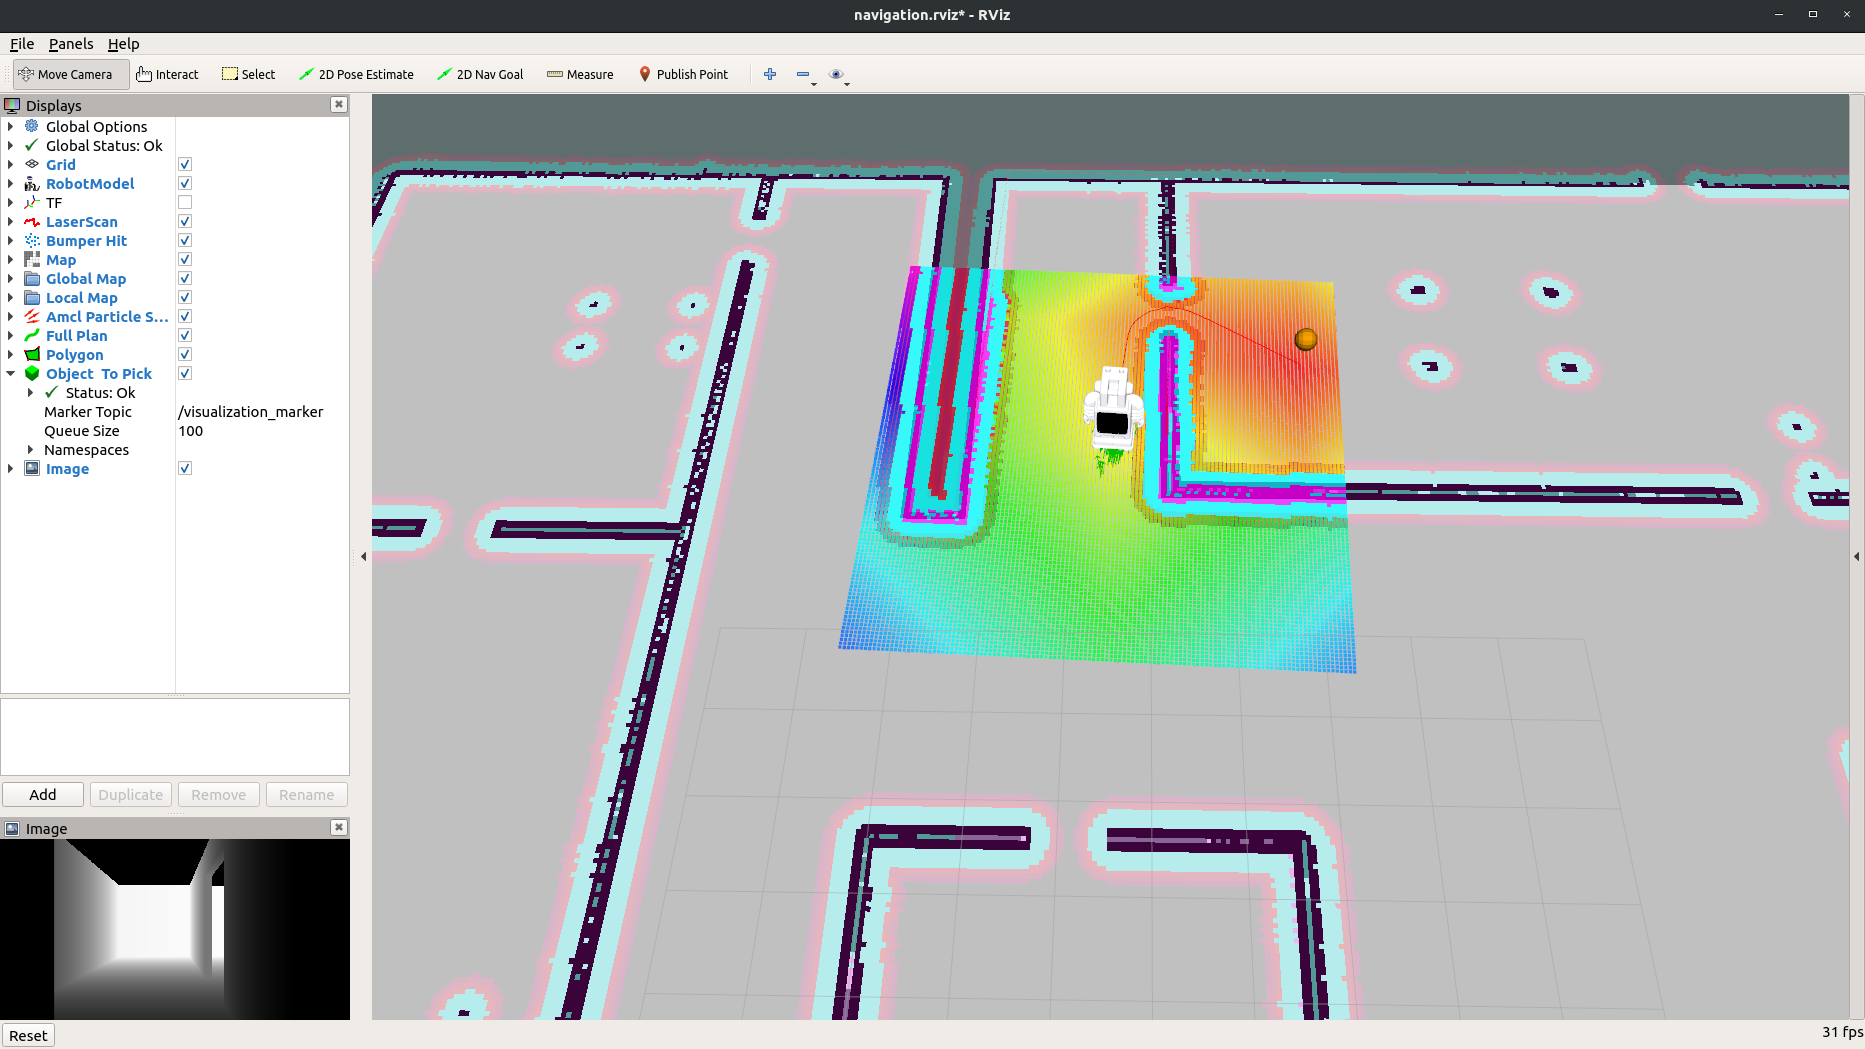 navigation.rviz* - RViz
File Panels Help
Move Camera Interact Select 2D Pose Estimate 2D Nav Goal Measure Publish Point
Displays
Global Options
Global Status: Ok
Grid
RobotModel
TF
LaserScan
Bumper Hit
Map
Global Map
Local Map
Amcl Particle S...
Full Plan
Polygon
Object To Pick
Status: Ok
Marker Topic /visualization_marker
Queue Size 100
Namespaces
Image
Add Duplicate Remove Rename
Image
Reset
31 fps